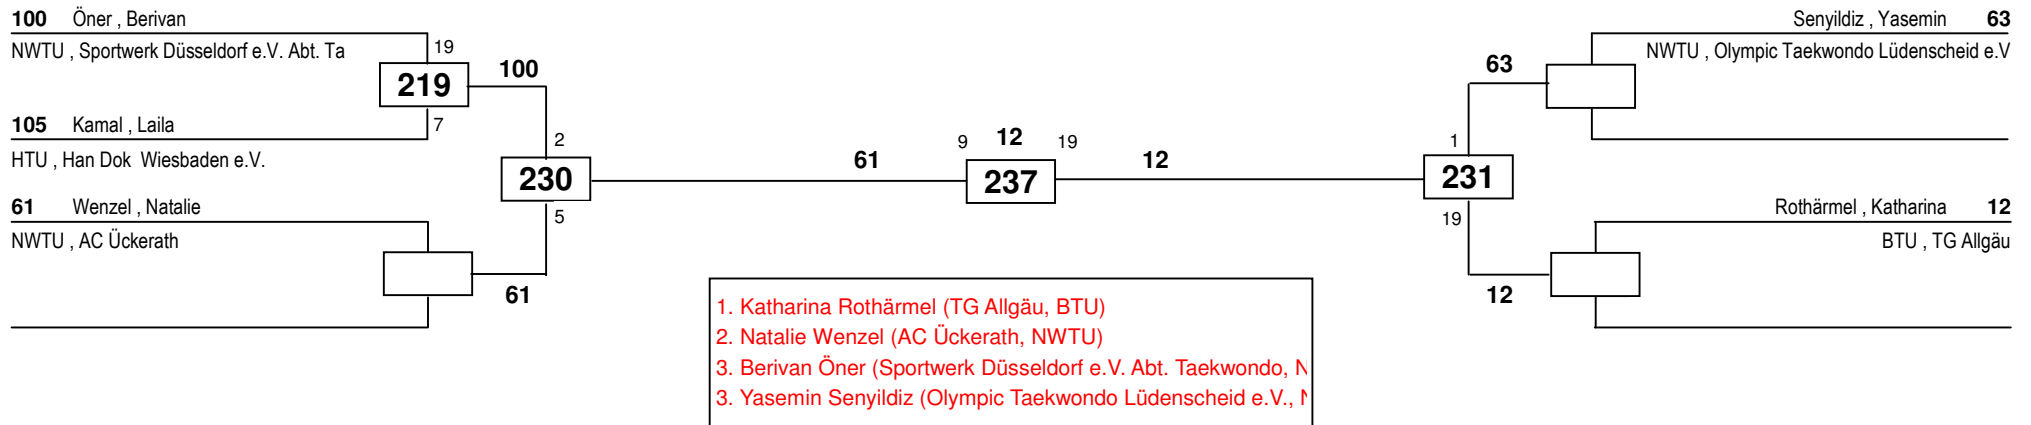 100 Öner , Berivan
NWTU , Sportwerk Düsseldorf e.V. Abt. Ta
19
219
100
7
105 Kamal , Laila
HTU , Han Dok Wiesbaden e.V.
2
230
5
61 Wenzel , Natalie
NWTU , AC Ückerath
61
61
9
12
19
237
12
Senyildiz , Yasemin 63
NWTU , Olympic Taekwondo Lüdenscheid e.V
63
1
231
19
Rothärmel , Katharina 12
BTU , TG Allgäu
12
1. Katharina Rothärmel (TG Allgäu, BTU)
2. Natalie Wenzel (AC Ückerath, NWTU)
3. Berivan Öner (Sportwerk Düsseldorf e.V. Abt. Taekwondo, N
3. Yasemin Senyildiz (Olympic Taekwondo Lüdenscheid e.V., N